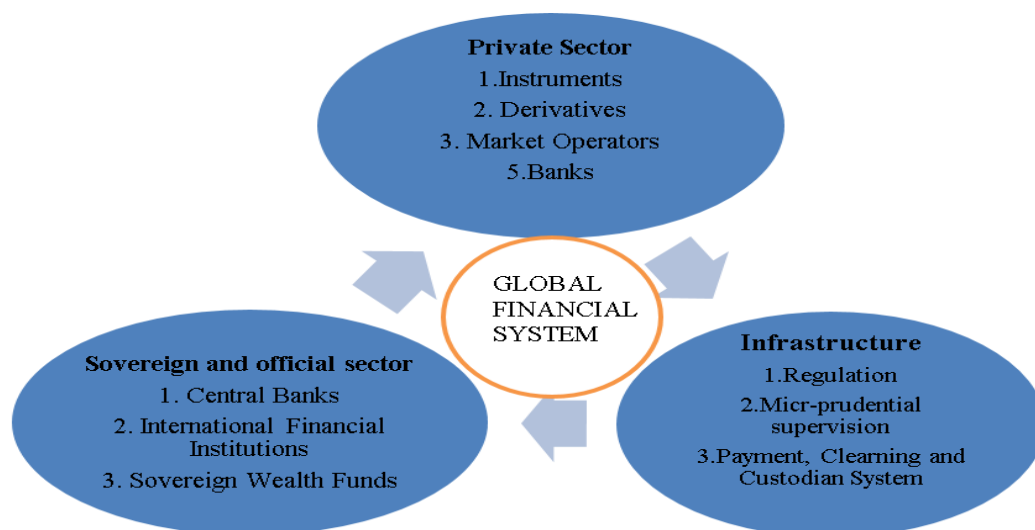 Private Sector
1.Instruments
2. Derivatives
3. Market Operators
5.Banks
GLOBAL
FINANCIAL
SYSTEM
Sovereign and official sector
1. Central Banks
2. International Financial
Institutions
3. Sovereign Wealth Funds
Infrastructure
1.Regulation
2.Micr-prudential
supervision
3.Payment, Clearning and
Custodian System